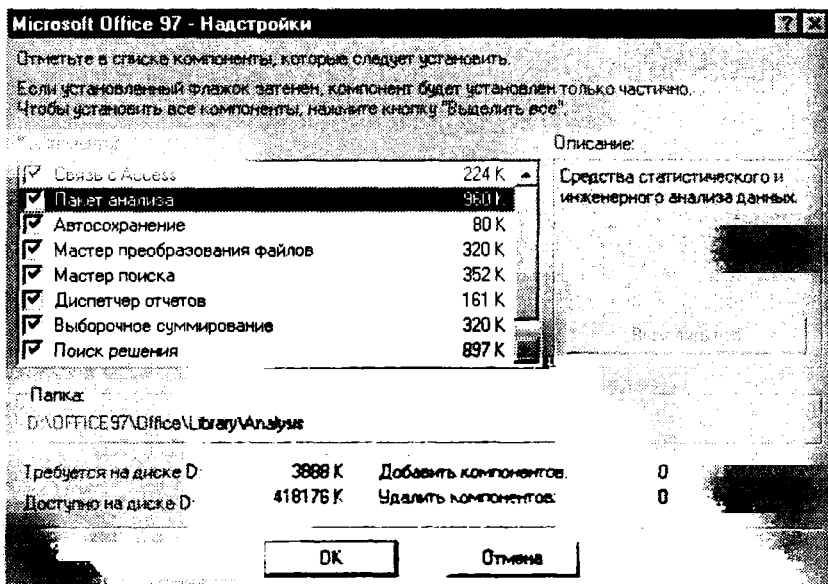 Microsoft Office 97 - Надстройки
Отметьте в списке компоненты, которые следует установить.
Если установленный флажок затенен, компонент будет установлен только частично.
Чтобы установить все компоненты, нажмите кнопку "Выделить все".
Описание:
Связь с Access 224 K
Пакет анализа 960 K
Автосохранение 80 K
Мастер преобразования файлов 320 K
Мастер поиска 352 K
Диспетчер отчетов 161 K
Выборочное суммирование 320 K
Поиск решения 897 K
Средства статистического и
инженерного анализа данных.
Папка:
D:\OFFICE97\Office\Library\Analysis
Требуется на диске D: 3888 K Добавить компонентов: 0
Доступно на диске D: 418176 K Удалить компонентов: 0
OK Отмена